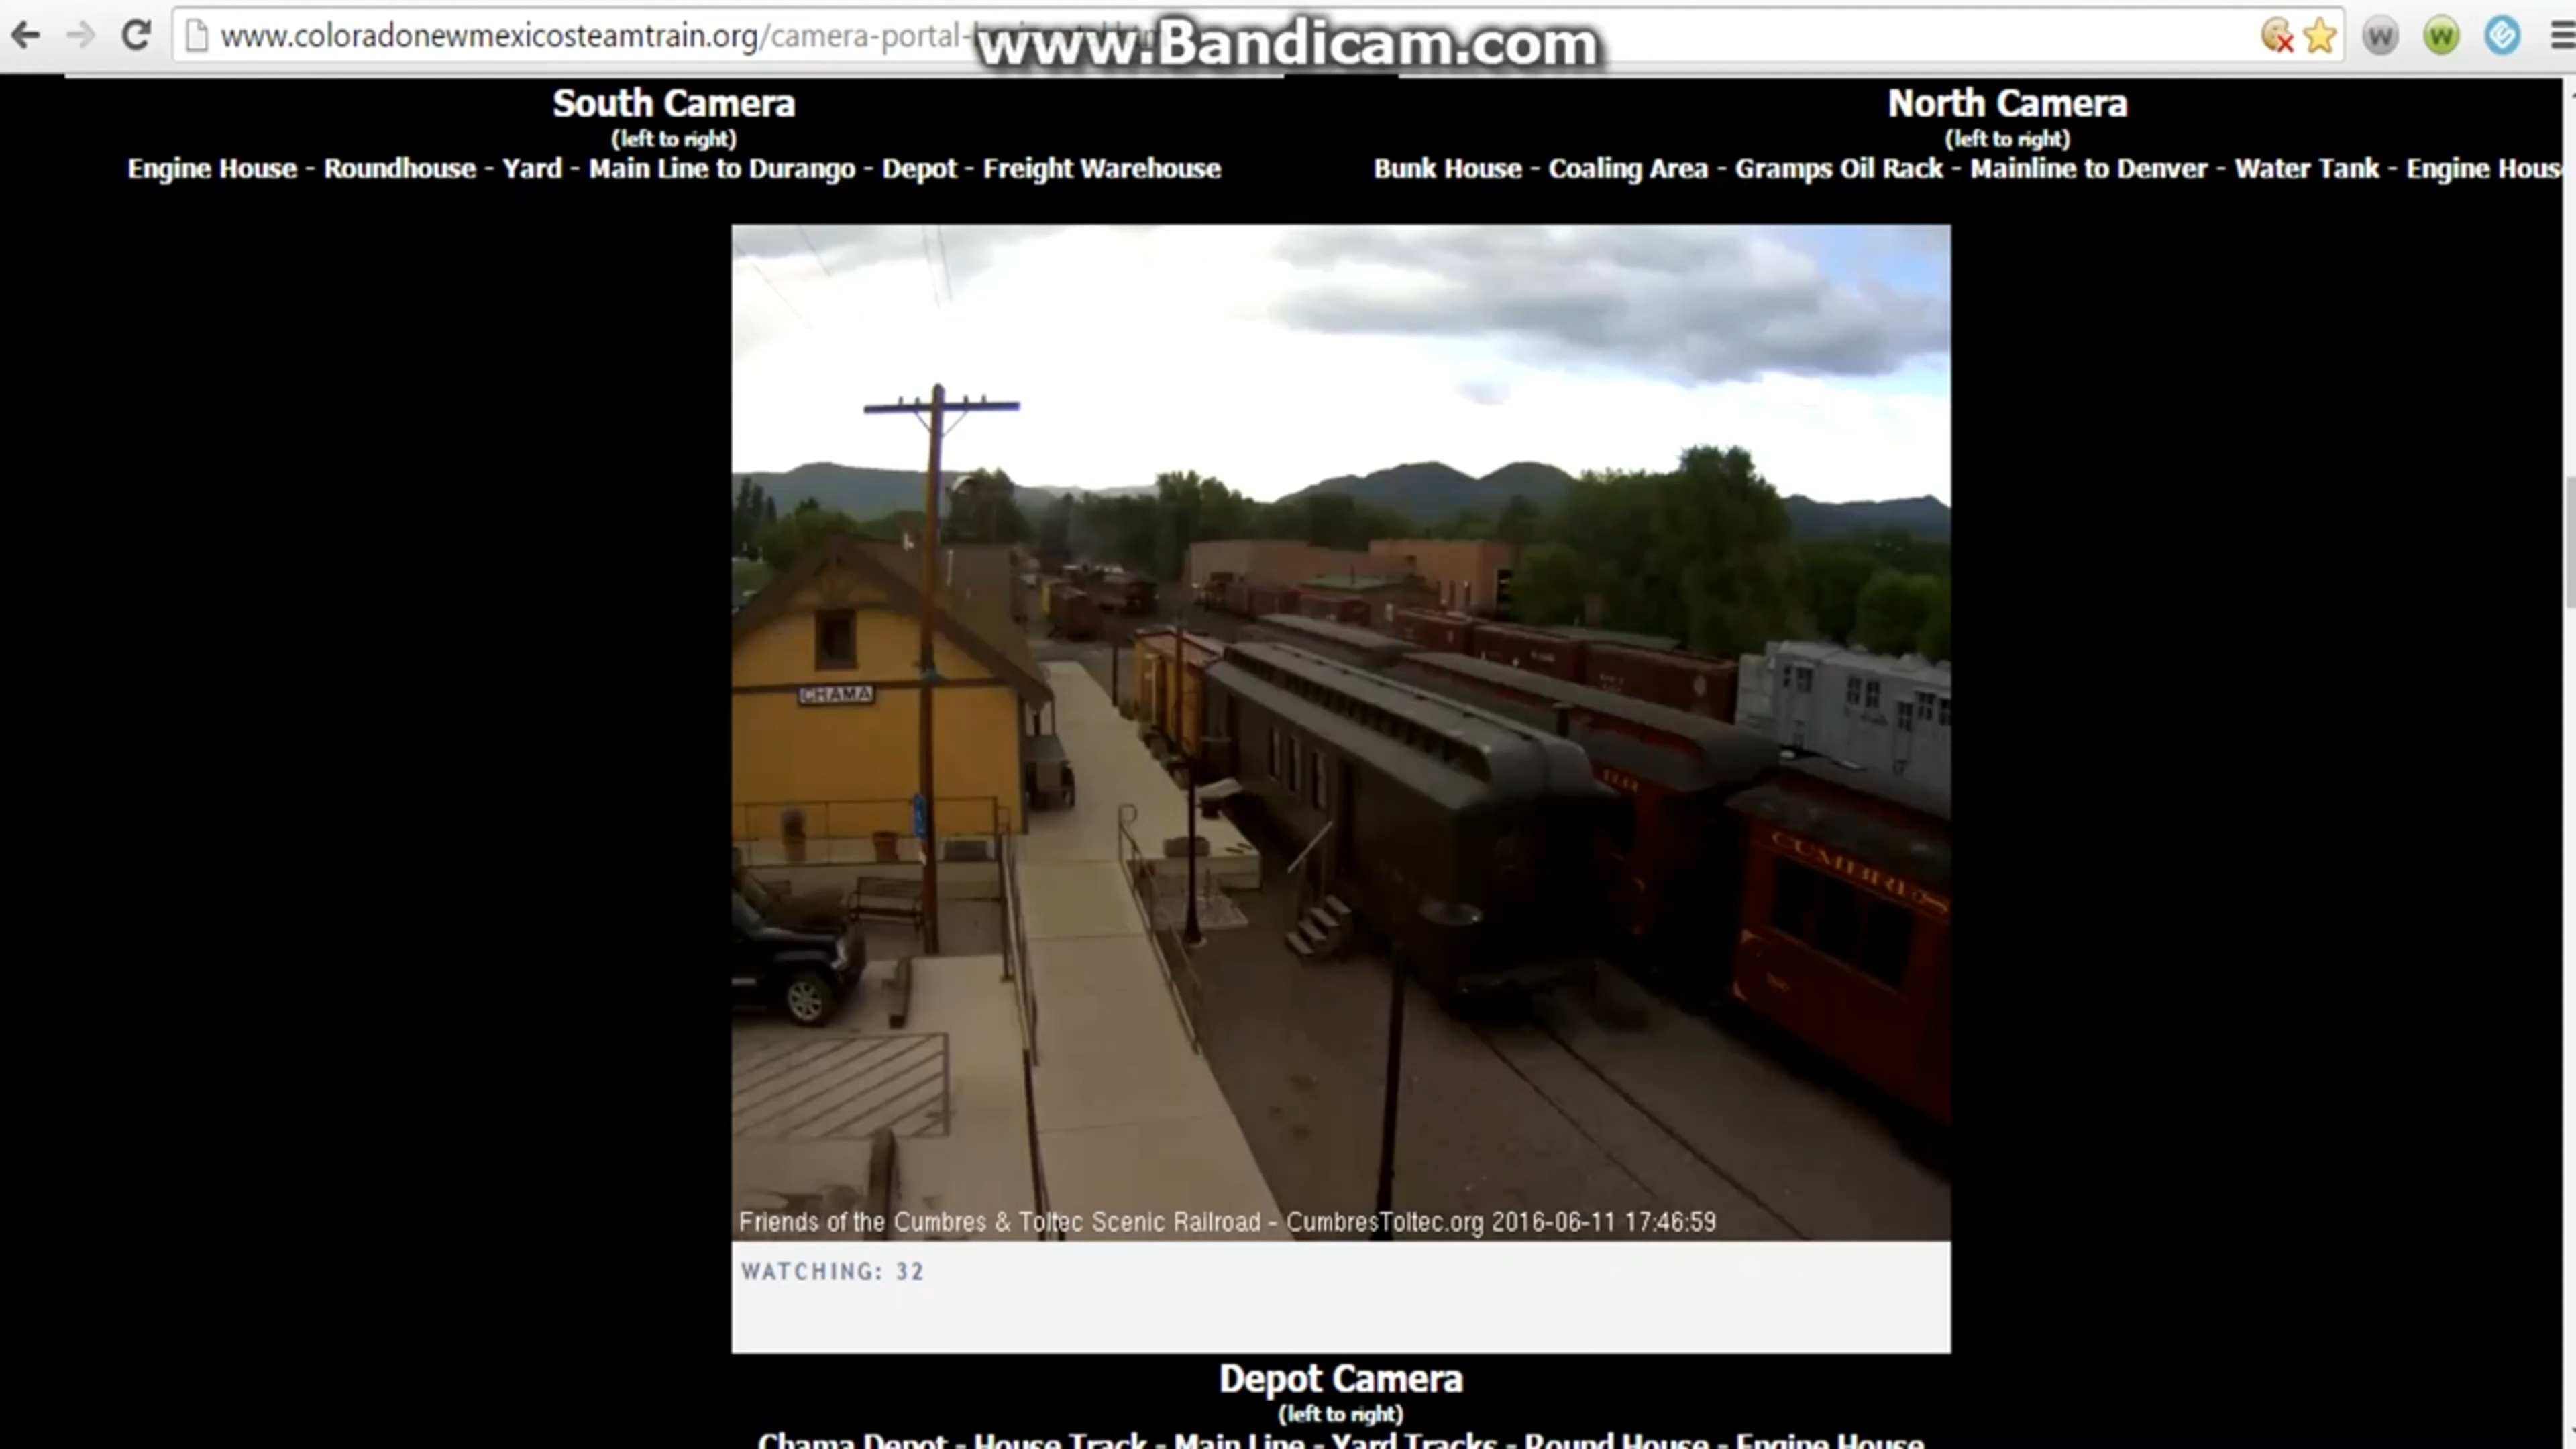 www.coloradonewmexicosteamtrain.org/camera-portal-
www.Bandicam.com
South Camera
(left to right)
Engine House - Roundhouse - Yard - Main Line to Durango - Depot - Freight Warehouse
North Camera
(left to right)
Bunk House - Coaling Area - Gramps Oil Rack - Mainline to Denver - Water Tank - Engine Hous
CHAMA
CUMBRES
Friends of the Cumbres & Toltec Scenic Railroad - CumbresToltec.org 2016-06-11 17:46:59
WATCHING: 32
Depot Camera
(left to right)
Chama Depot - House Track - Main Line - Yard Tracks - Round House - Engine House